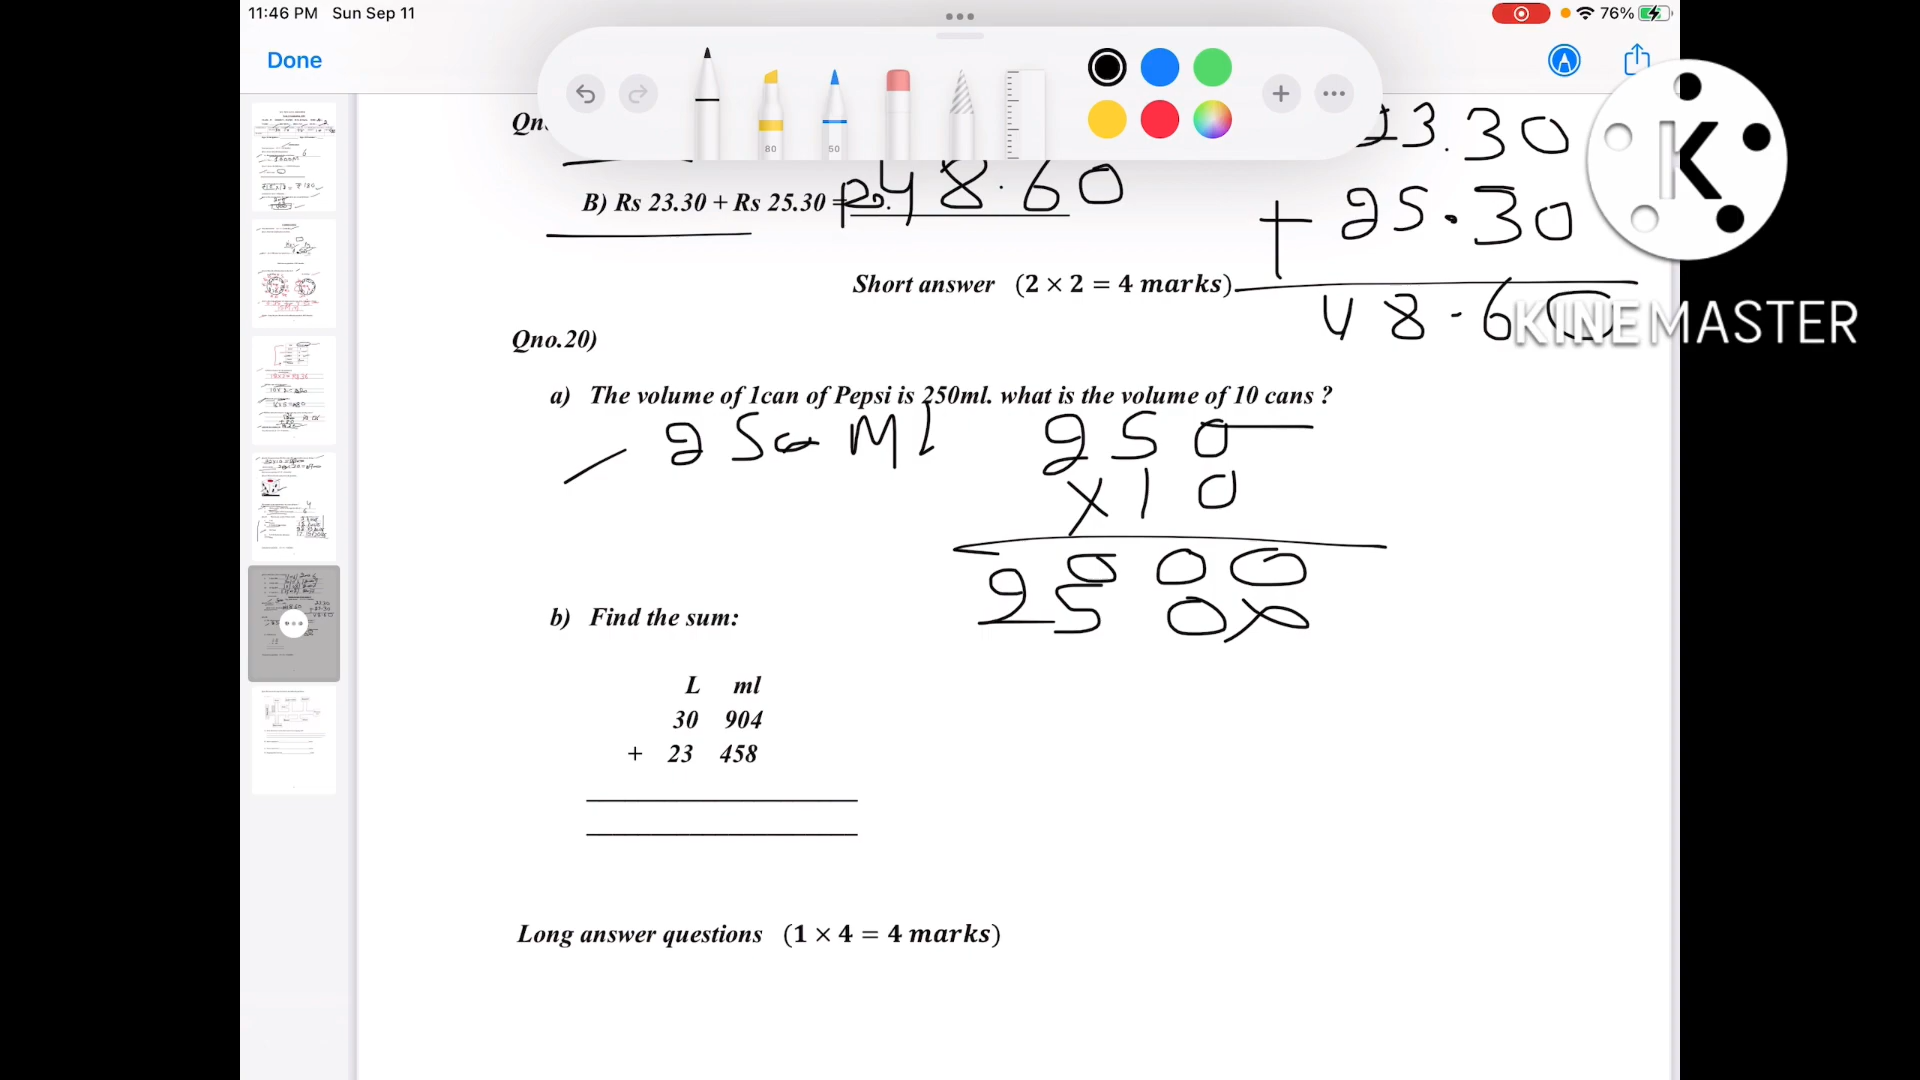 11:46 PM Sun Sep 11
76%
Done
80
50
Qn
23.30
+ 25.30
48.60
B) Rs 23.30 + Rs 25.30 = 48.60
K
KINEMASTER
Short answer (2 × 2 = 4 marks)
Qno.20)
a) The volume of 1can of Pepsi is 250ml. what is the volume of 10 cans ?
250
×10
000
250×
2500 Ml
b) Find the sum:
L ml
30 904
+ 23 458
Long answer questions (1 × 4 = 4 marks)